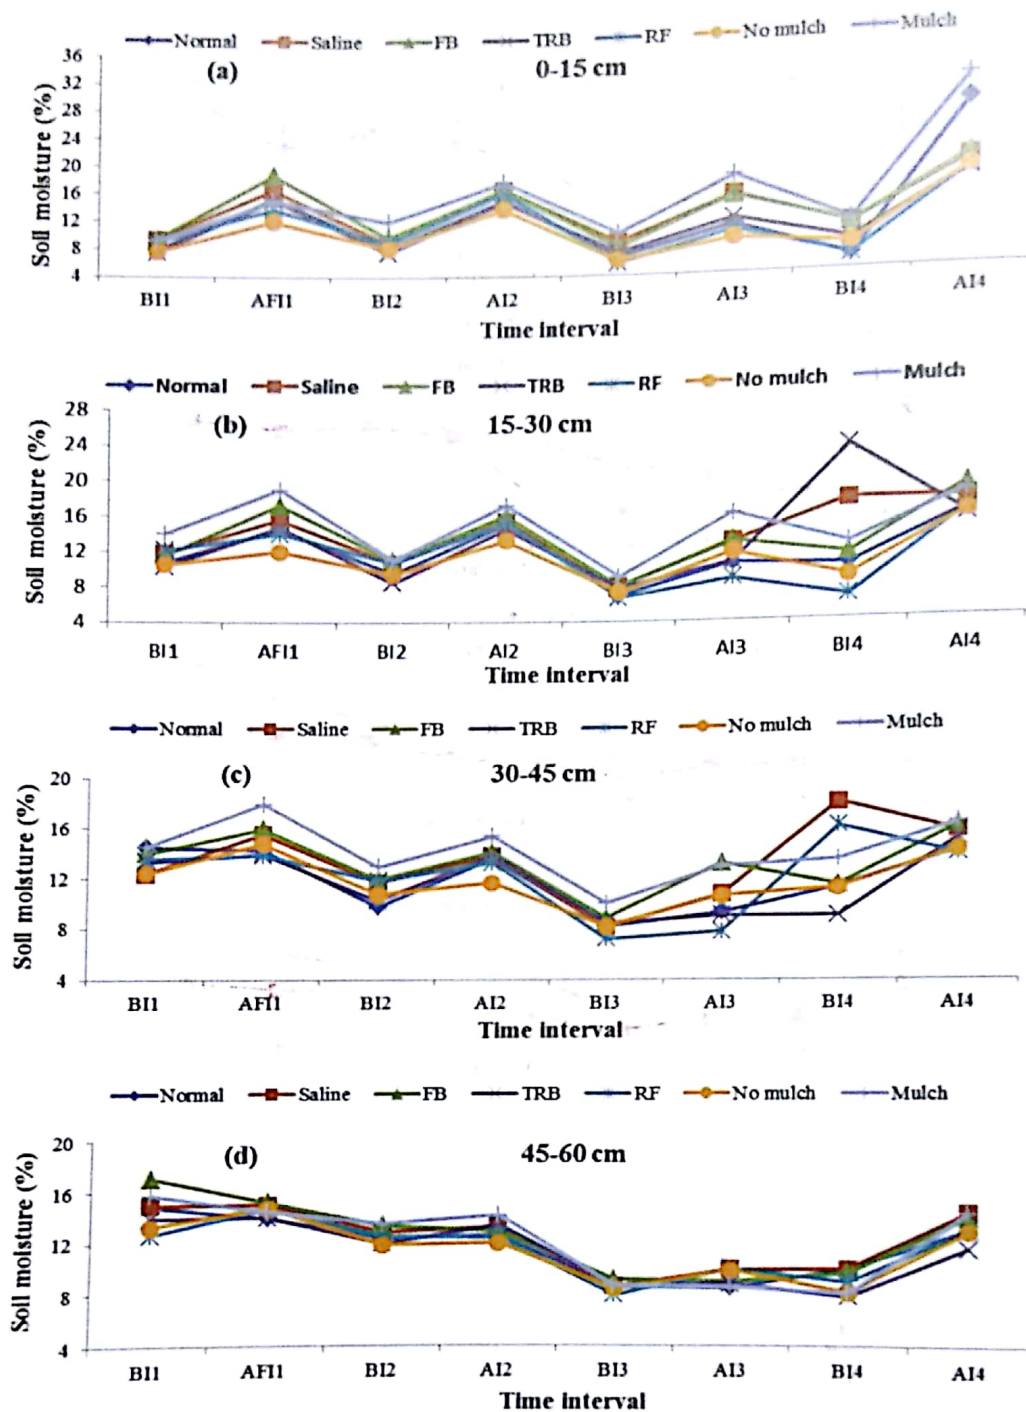 Normal Saline FB TRB RF No mulch Mulch
(a) 0-15 cm
Soil moisture (%)
36
32
28
24
20
16
12
8
4
BI1 AFI1 BI2 AI2 BI3 AI3 BI4 AI4
Time interval
Normal Saline FB TRB RF No mulch Mulch
(b) 15-30 cm
Soil moisture (%)
28
24
20
16
12
8
4
BI1 AFI1 BI2 AI2 BI3 AI3 BI4 AI4
Time interval
Normal Saline FB TRB RF No mulch Mulch
(c) 30-45 cm
Soil moisture (%)
20
16
12
8
4
BI1 AFI1 BI2 AI2 BI3 AI3 BI4 AI4
Time interval
Normal Saline FB TRB RF No mulch Mulch
(d) 45-60 cm
Soil moisture (%)
20
16
12
8
4
BI1 AFI1 BI2 AI2 BI3 AI3 BI4 AI4
Time interval